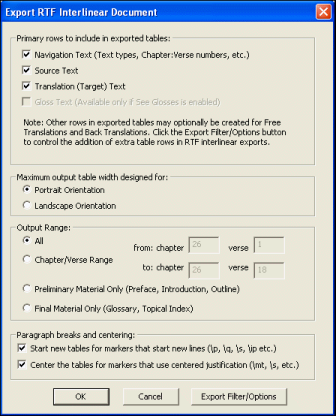 Export RTF Interlinear Document
Primary rows to include in exported tables:
Navigation Text (Text types, Chapter:Verse numbers, etc.)
Source Text
Translation (Target) Text
Gloss Text (Available only if See Glosses is enabled)
Note: Other rows in exported tables may optionally be created for Free
Translations and Back Translations. Click the Export Filter/Options button
to control the addition of extra table rows in RTF interlinear exports.
Maximum output table width designed for:
Portrait Orientation
Landscape Orientation
Output Range:
All
from: chapter 26 verse 1
Chapter/Verse Range
to: chapter 26 verse 18
Preliminary Material Only (Preface, Introduction, Outline)
Final Material Only (Glossary, Topical Index)
Paragraph breaks and centering:
Start new tables for markers that start new lines (\p, \q, \s, \ip etc.)
Center the tables for markers that use centered justification (\mt, \s, etc.)
OK Cancel Export Filter/Options